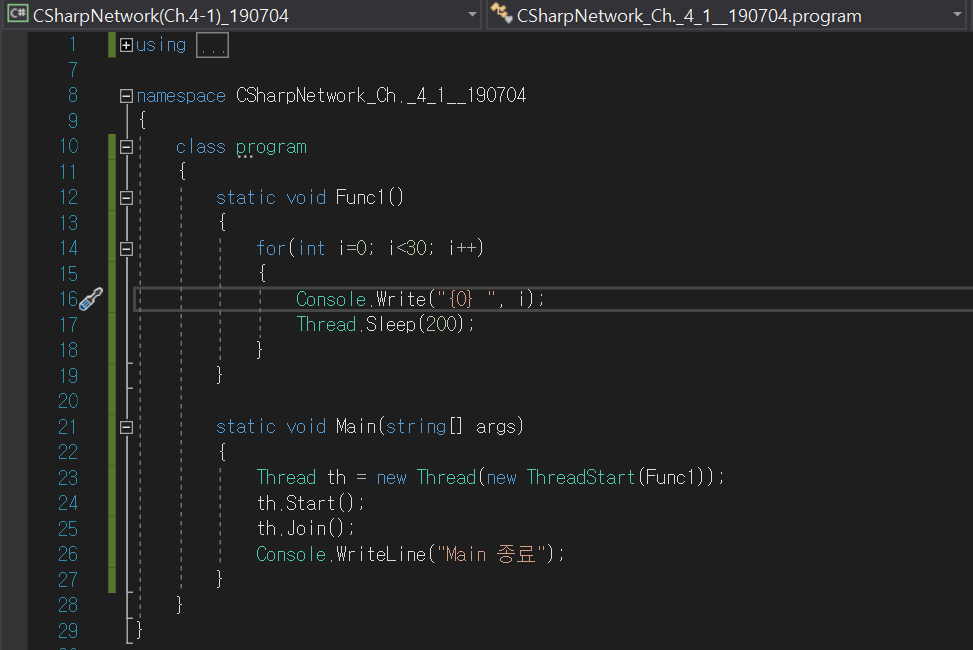 C# CSharpNetwork(Ch.4-1)_190704 CSharpNetwork_Ch._4_1__190704.program
1 using ...
7
8 namespace CSharpNetwork_Ch._4_1__190704
9 {
10 class program
11 {
12 static void Func1()
13 {
14 for(int i=0; i<30; i++)
15 {
16 Console.Write("{0} ", i);
17 Thread.Sleep(200);
18 }
19 }
20
21 static void Main(string[] args)
22 {
23 Thread th = new Thread(new ThreadStart(Func1));
24 th.Start();
25 th.Join();
26 Console.WriteLine("Main 종료");
27 }
28 }
29 }